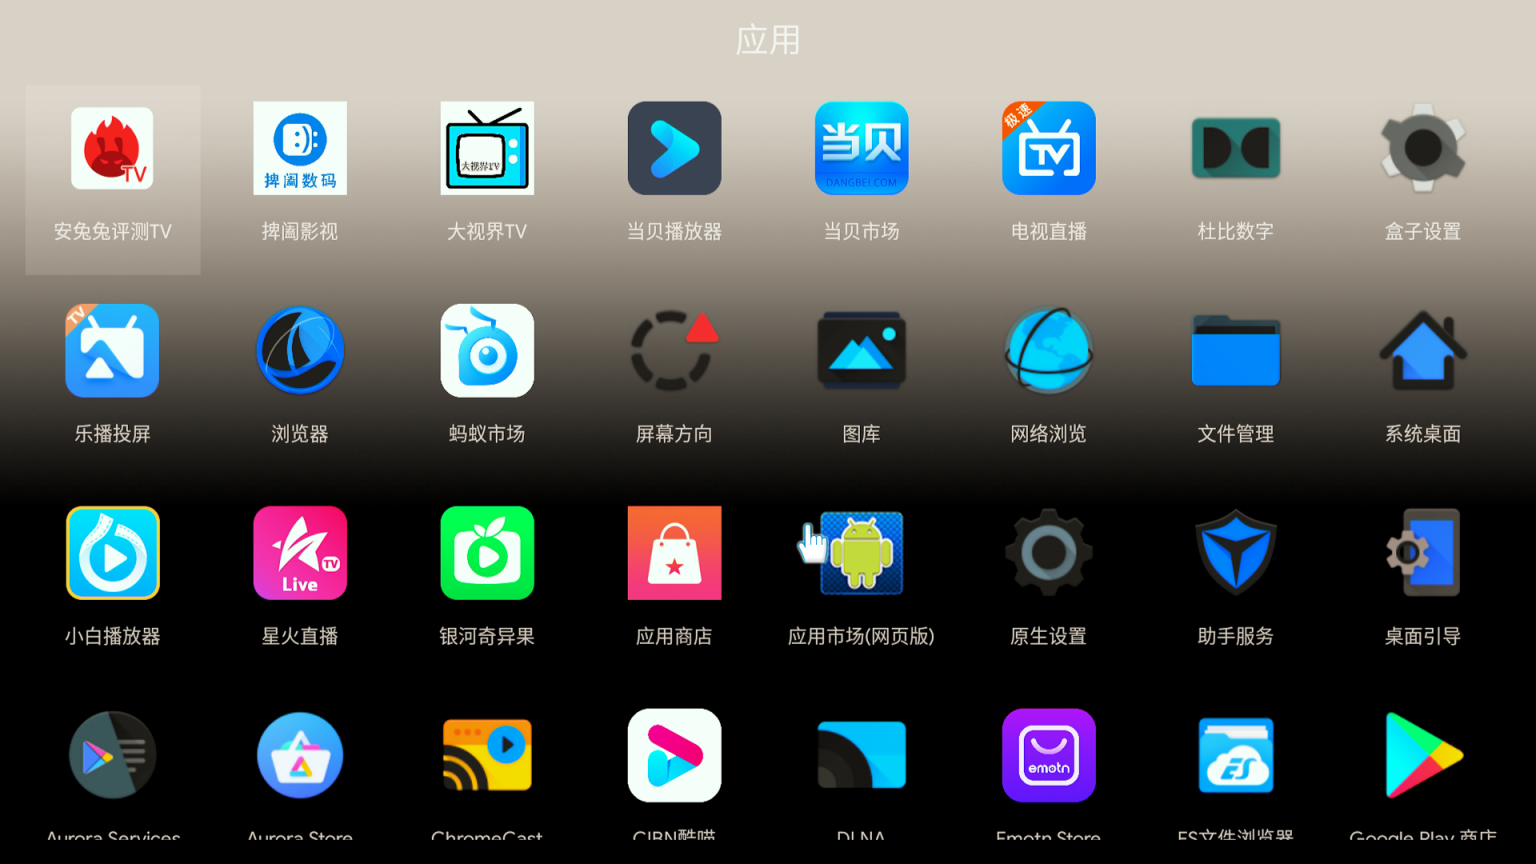 应用
TV
捭阖数码
大视界TV
当贝
DANGBEI.COM
极速
TV
安兔兔评测TV
捭阖影视
大视界TV
当贝播放器
当贝市场
电视直播
杜比数字
盒子设置
TV
乐播投屏
浏览器
蚂蚁市场
屏幕方向
图库
网络浏览
文件管理
系统桌面
TV
Live
小白播放器
星火直播
银河奇异果
应用商店
应用市场(网页版)
原生设置
助手服务
桌面引导
emotn
ES
Aurora Services
Aurora Store
ChromeCast
CIBN酷喵
DLNA
Emotn Store
ES文件浏览器
Google Play 商店